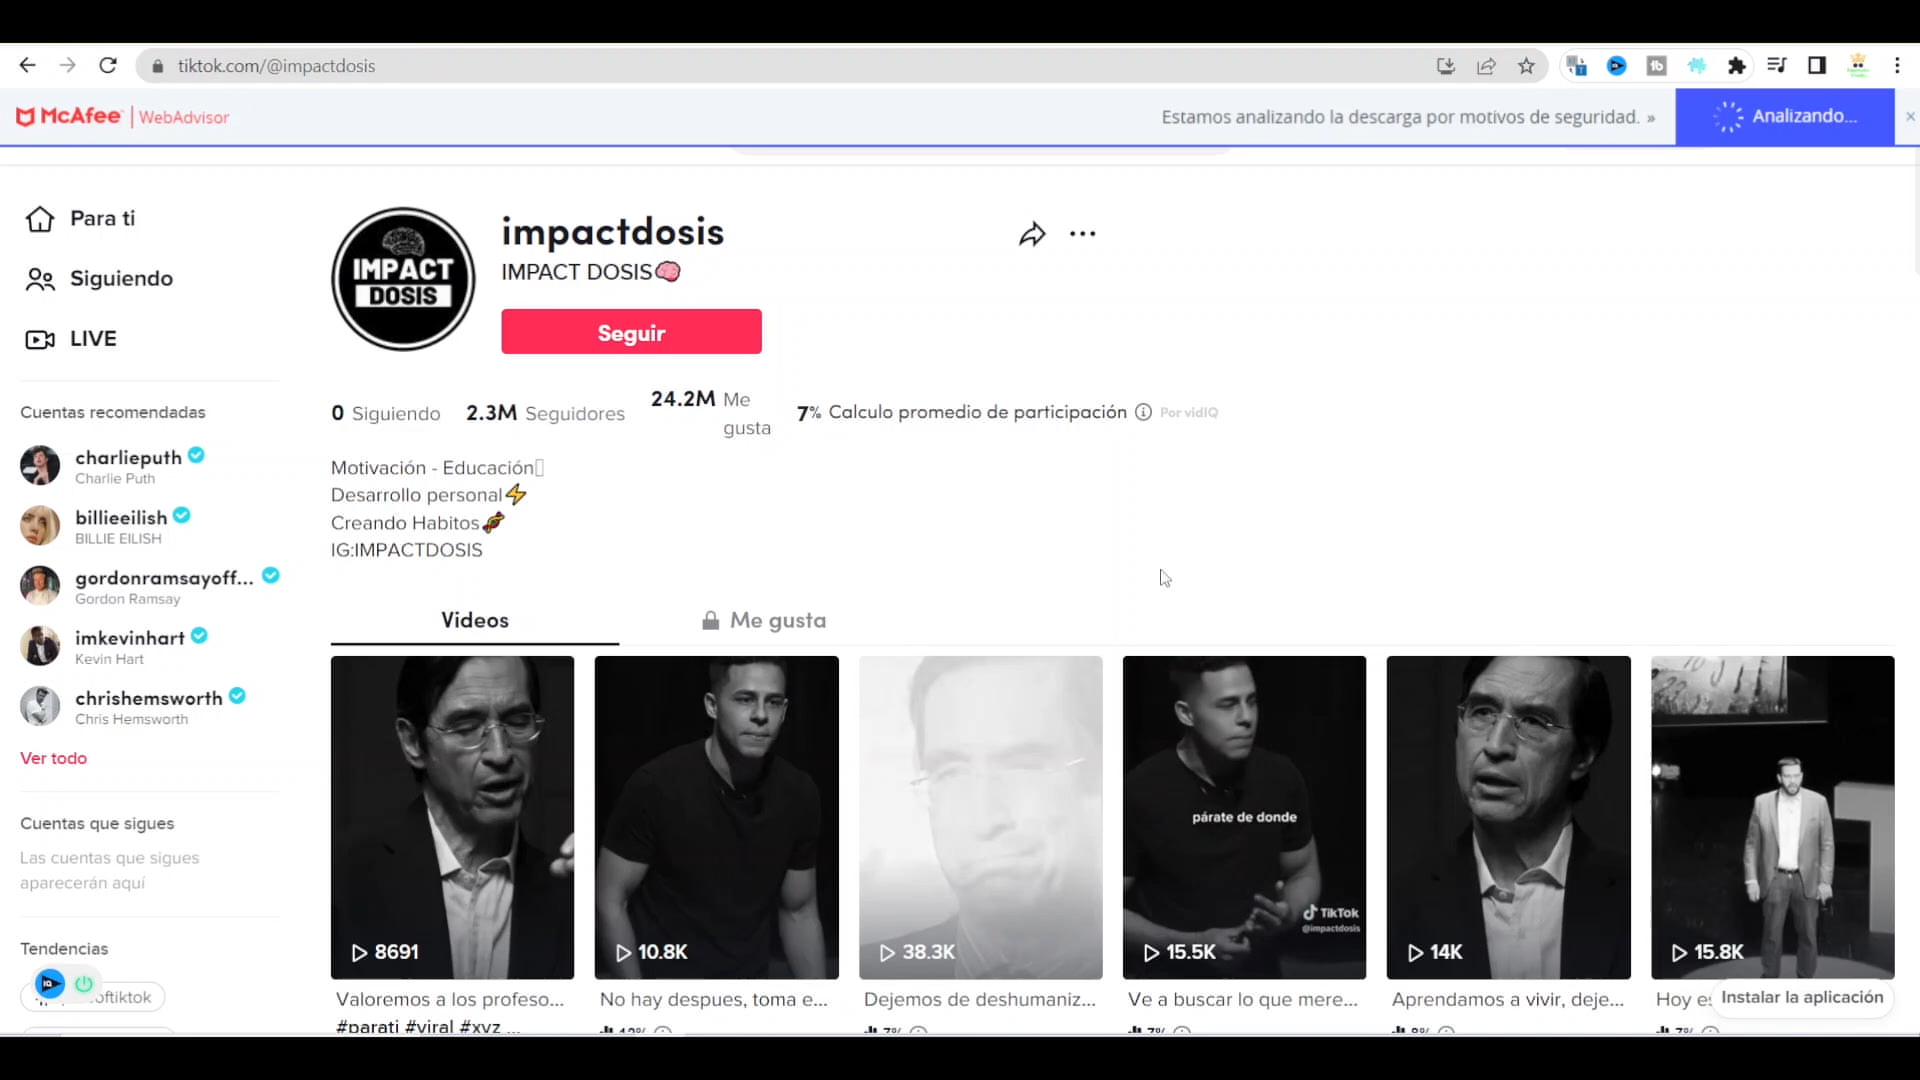 tiktok.com/@impactdosis
McAfee | WebAdvisor
Estamos analizando la descarga por motivos de seguridad. »
Analizando...
Para ti
Siguiendo
LIVE
Cuentas recomendadas
charlieputh
Charlie Puth
billieeilish
BILLIE EILISH
gordonramsayoff...
Gordon Ramsay
imkevinhart
Kevin Hart
chrishemsworth
Chris Hemsworth
Ver todo
Cuentas que sigues
Las cuentas que sigues
aparecerán aquí
Tendencias
IMPACT
DOSIS
impactdosis
IMPACT DOSIS
Seguir
0 Siguiendo 2.3M Seguidores 24.2M Me gusta
7% Calculo promedio de participación Por vidIQ
Motivación - Educación
Desarrollo personal
Creando Habitos
IG:IMPACTDOSIS
Videos
Me gusta
párate de donde
TikTok
@impactdosis
8691
10.8K
38.3K
15.5K
14K
15.8K
Valoremos a los profeso...
#parati #viral #xyz ...
No hay despues, toma e...
Dejemos de deshumaniz...
Ve a buscar lo que mere...
Aprendamos a vivir, deje...
Hoy
Instalar la aplicación